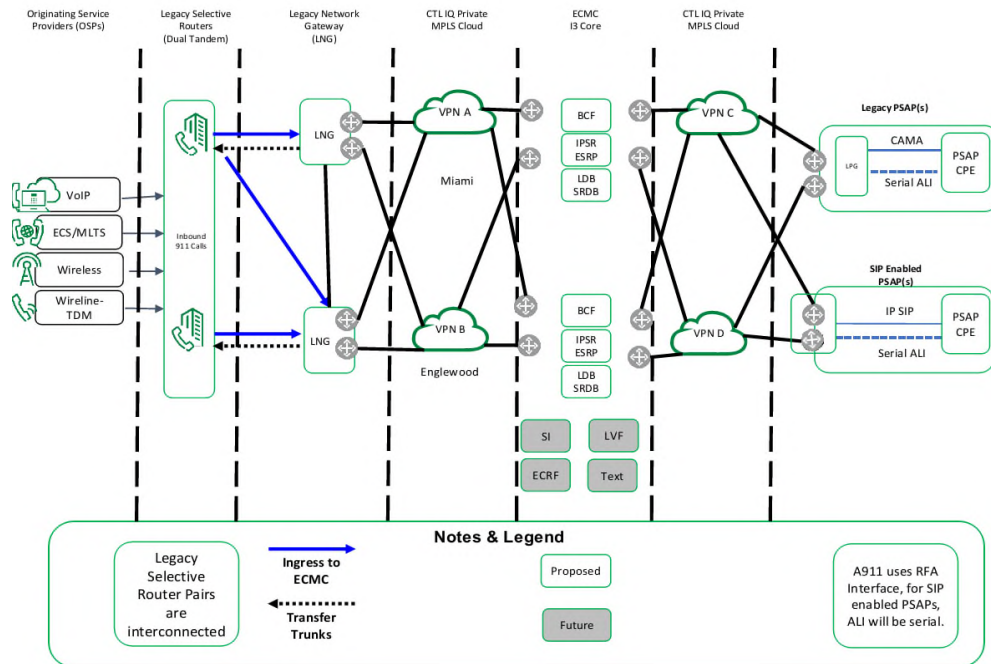 Originating Service
Providers (OSPs)
Legacy Selective
Routers
(Dual Tandem)
Legacy Network
Gateway
(LNG)
CTL IQ Private
MPLS Cloud
ECMC
I3 Core
CTL IQ Private
MPLS Cloud
VoIP
ECS/MLTS
Wireless
Wireline-
TDM
Inbound
911 Calls
LNG
LNG
VPN A
Miami
VPN B
Englewood
BCF
IPSR
ESRP
LDB
SRDB
BCF
IPSR
ESRP
LDB
SRDB
SI
LVF
ECRF
Text
VPN C
VPN D
Legacy PSAP(s)
LPG
CAMA
Serial ALI
PSAP
CPE
SIP Enabled
PSAP(s)
IP SIP
Serial ALI
PSAP
CPE
Notes & Legend
Legacy
Selective
Router Pairs
are
interconnected
Ingress to
ECMC
Transfer
Trunks
Proposed
Future
A911 uses RFA
Interface, for SIP
enabled PSAPs,
ALI will be serial.